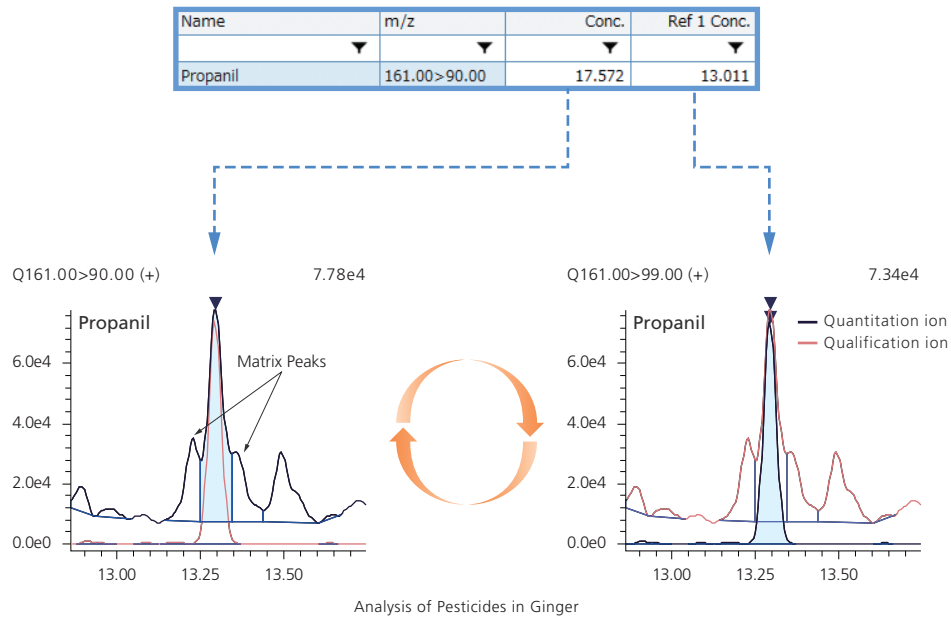 Name m/z Conc. Ref 1 Conc.
Propanil 161.00>90.00 17.572 13.011
Q161.00>90.00 (+) 7.78e4
Propanil
Matrix Peaks
6.0e4
4.0e4
2.0e4
0.0e0
13.00 13.25 13.50
Q161.00>99.00 (+) 7.34e4
Propanil
Quantitation ion
Qualification ion
6.0e4
4.0e4
2.0e4
0.0e0
13.00 13.25 13.50
Analysis of Pesticides in Ginger